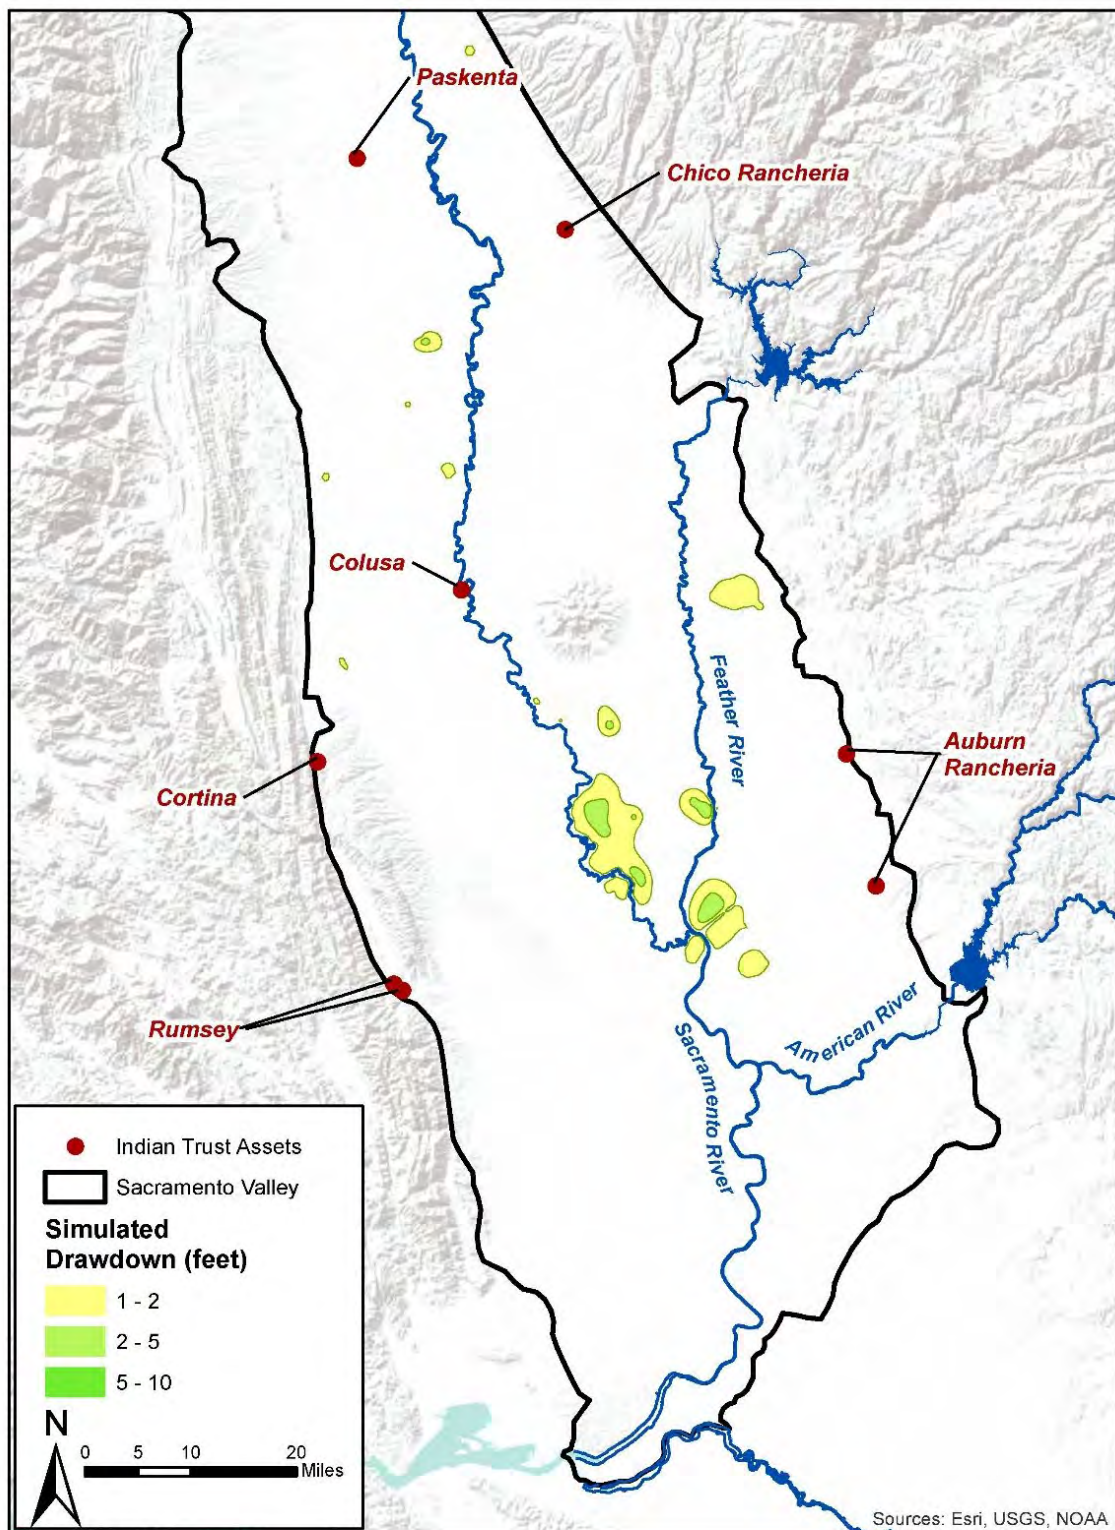 Paskenta
Chico Rancheria
Colusa
Feather River
Auburn
Rancheria
Cortina
Rumsey
American River
Sacramento River
Indian Trust Assets
Sacramento Valley
Simulated
Drawdown (feet)
1 - 2
2 - 5
5 - 10
N
0 5 10 20
Miles
Sources: Esri, USGS, NOAA